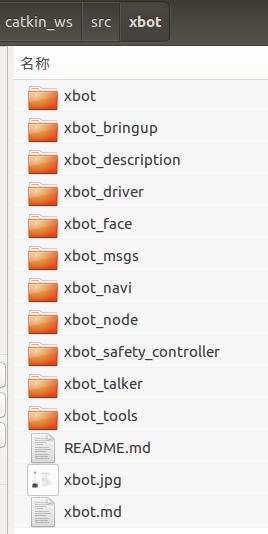 catkin_ws src xbot
名称
xbot
xbot_bringup
xbot_description
xbot_driver
xbot_face
xbot_msgs
xbot_navi
xbot_node
xbot_safety_controller
xbot_talker
xbot_tools
README.md
xbot.jpg
xbot.md